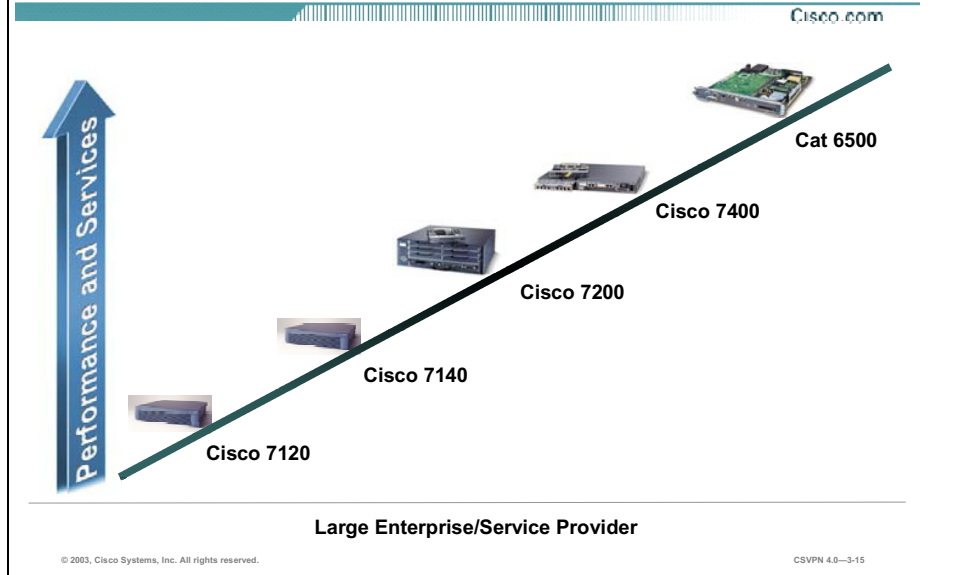 Cisco.com
Performance and Services
Cat 6500
Cisco 7400
Cisco 7200
Cisco 7140
Cisco 7120
Large Enterprise/Service Provider
© 2003, Cisco Systems, Inc. All rights reserved.
CSVPN 4.0—3-15